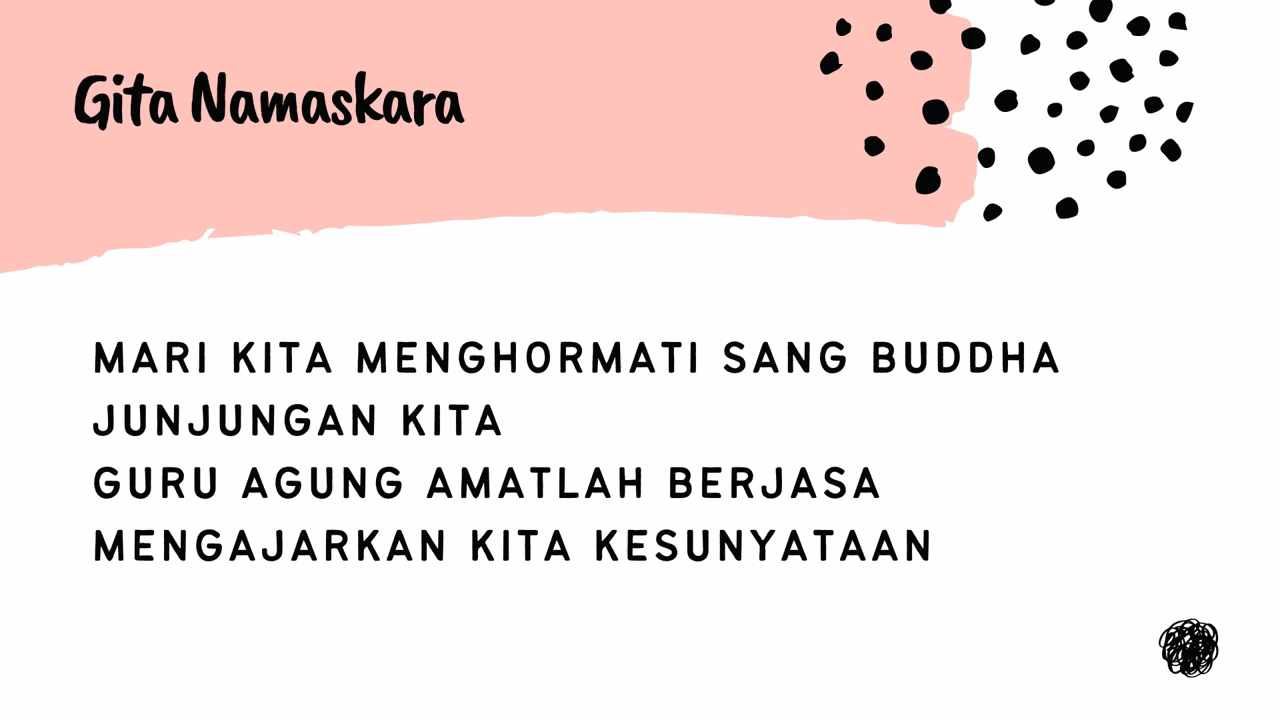 Gita Namaskara
MARI KITA MENGHORMATI SANG BUDDHA
JUNJUNGAN KITA
GURU AGUNG AMATLAH BERJASA
MENGAJARKAN KITA KESUNYATAAN